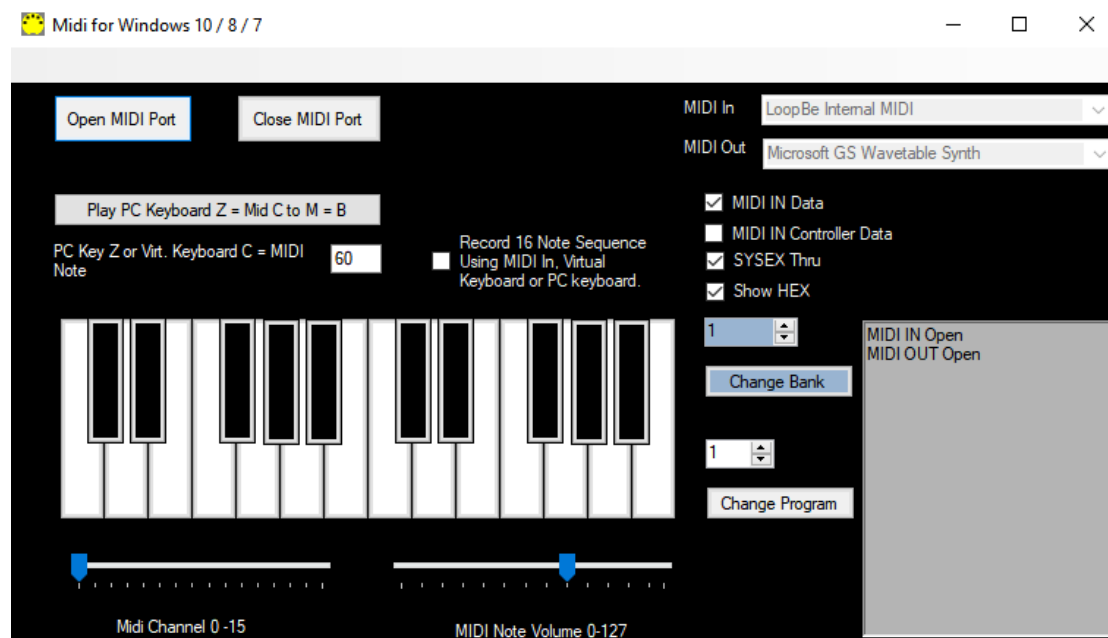 Midi for Windows 10 / 8 / 7
Open MIDI Port
Close MIDI Port
MIDI In
LoopBe Internal MIDI
MIDI Out
Microsoft GS Wavetable Synth
Play PC Keyboard Z = Mid C to M = B
PC Key Z or Virt. Keyboard C = MIDI
Note
60
Record 16 Note Sequence
Using MIDI In, Virtual
Keyboard or PC keyboard.
MIDI IN Data
MIDI IN Controller Data
SYSEX Thru
Show HEX
1
Change Bank
1
Change Program
MIDI IN Open
MIDI OUT Open
Midi Channel 0 -15
MIDI Note Volume 0-127